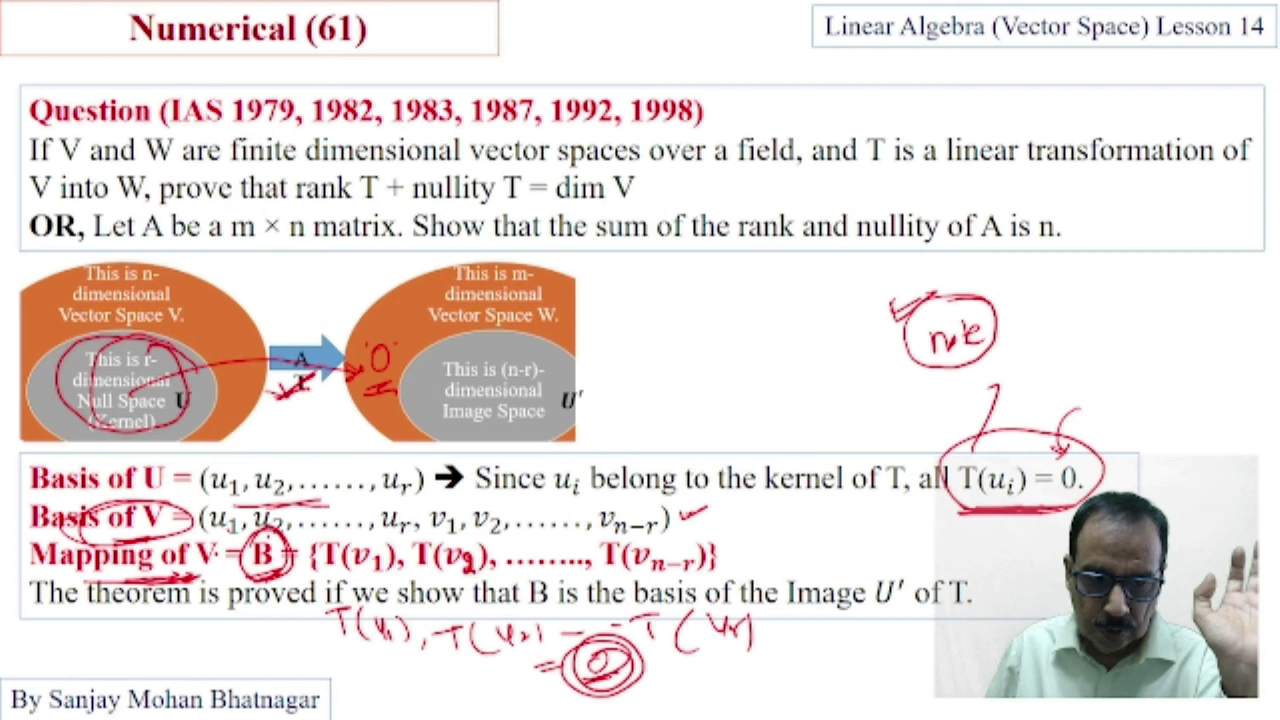 Numerical (61)
Linear Algebra (Vector Space) Lesson 14
Question (IAS 1979, 1982, 1983, 1987, 1992, 1998)
If V and W are finite dimensional vector spaces over a field, and T is a linear transformation of
V into W, prove that rank T + nullity T = dim V
OR, Let A be a m × n matrix. Show that the sum of the rank and nullity of A is n.
This is n-
dimensional
Vector Space V.
This is r-
dimensional
Null Space U
(Kernel)
A
T
'0'
This is m-
dimensional
Vector Space W.
This is (n-r)-
dimensional
Image Space U'
Basis of U = (u₁, u₂, ……, uᵣ) ➔ Since uᵢ belong to the kernel of T, all T(uᵢ) = 0.
Basis of V = (u₁, u₂, ……, uᵣ, v₁, v₂, ……, vₙ₋ᵣ)
Mapping of V = B = {T(v₁), T(v₂), …….., T(vₙ₋ᵣ)}
The theorem is proved if we show that B is the basis of the Image U' of T.
T(u₁), T(u₂) – – - T(uᵣ)
= 0
By Sanjay Mohan Bhatnagar